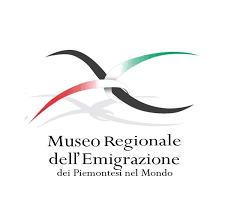 Museo Regionale
dell'Emigrazione
dei Piemontesi nel Mondo